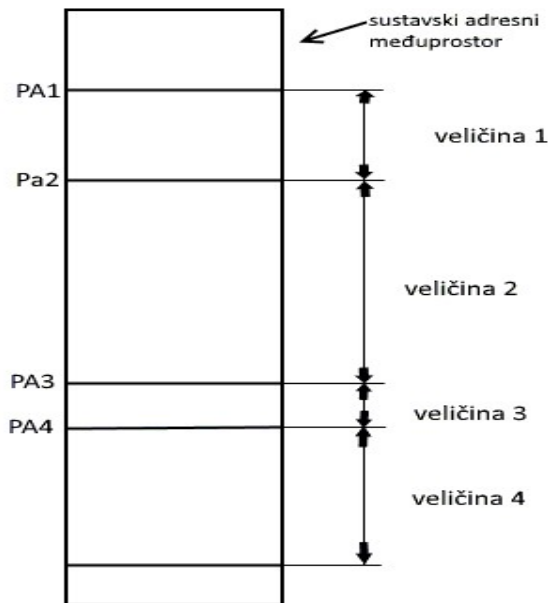 sustavski adresni
međuprostor
PA1
veličina 1
Pa2
veličina 2
PA3
veličina 3
PA4
veličina 4